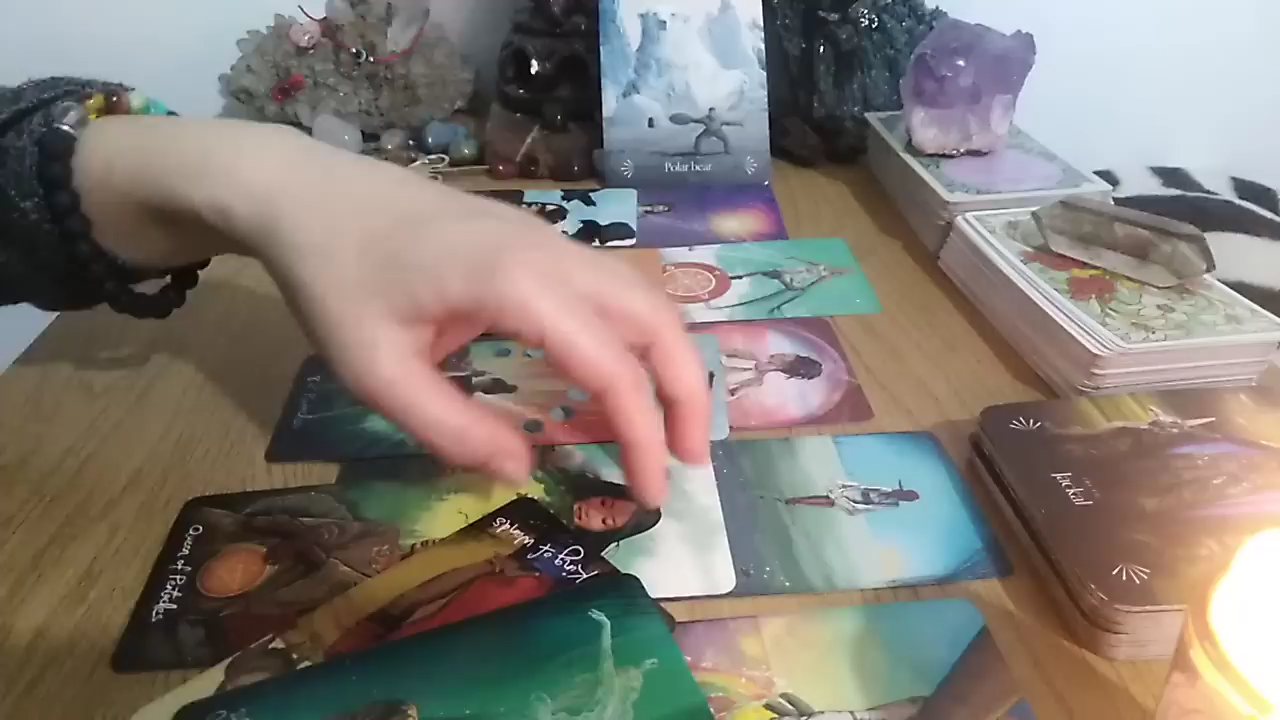 Polar bear
Jackal
Queen of Pentacles
King of Wands